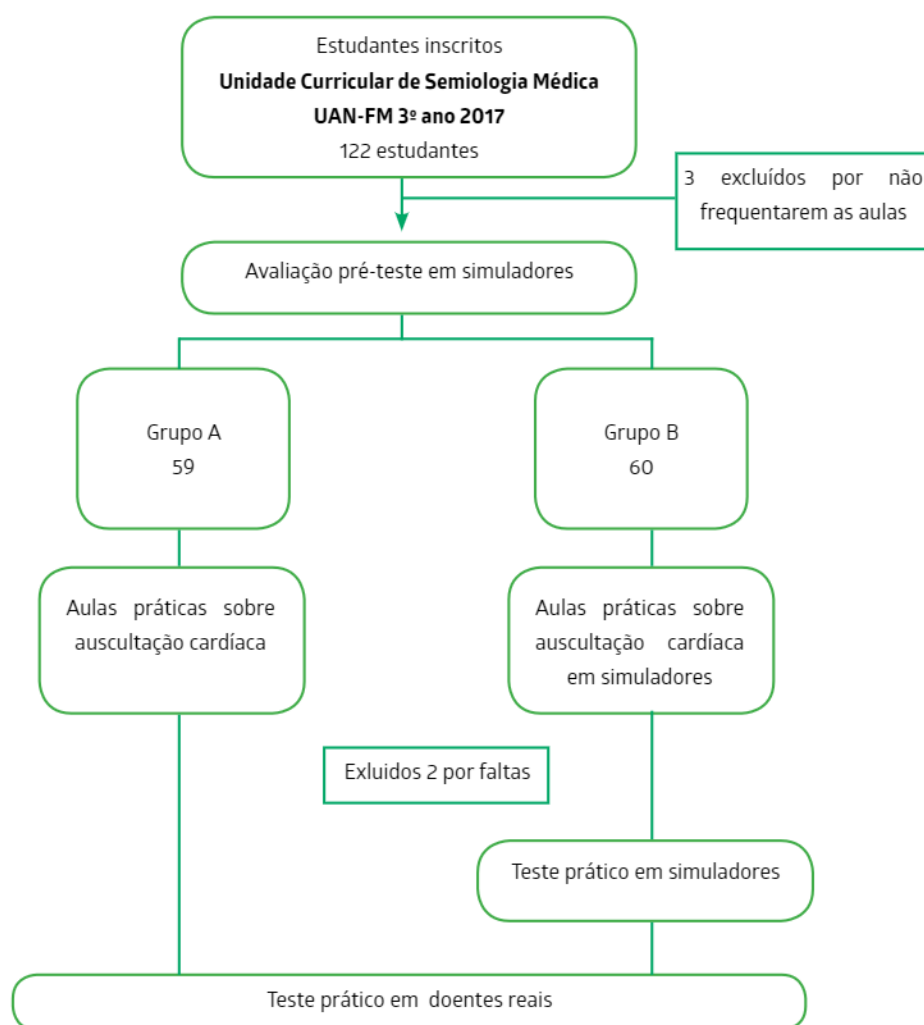 Estudantes inscritos
Unidade Curricular de Semiologia Médica
UAN-FM 3º ano 2017
122 estudantes
3 excluídos por não
frequentarem as aulas
Avaliação pré-teste em simuladores
Grupo A
59
Grupo B
60
Aulas práticas sobre
auscultação cardíaca
Aulas práticas sobre
auscultação cardíaca
em simuladores
Exluidos 2 por faltas
Teste prático em simuladores
Teste prático em doentes reais